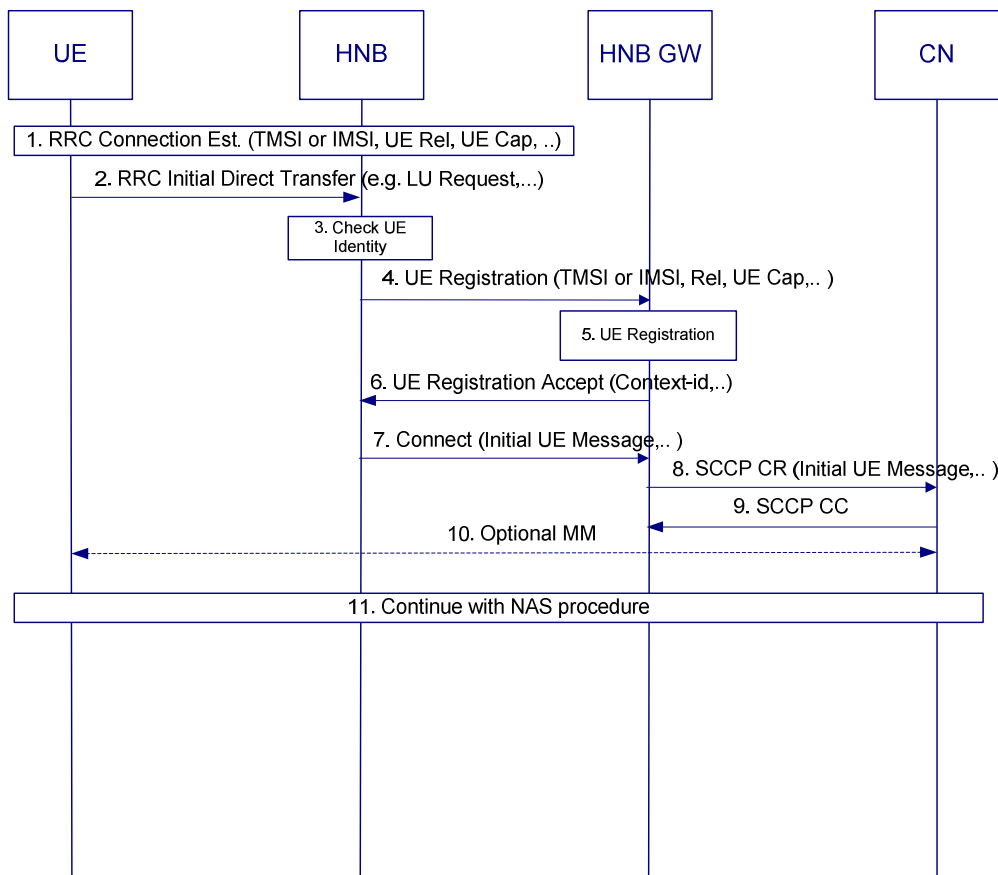 UE
HNB
HNB GW
CN
1. RRC Connection Est. (TMSI or IMSI, UE Rel, UE Cap, ..)
2. RRC Initial Direct Transfer (e.g. LU Request,...)
3. Check UE
Identity
4. UE Registration (TMSI or IMSI, Rel, UE Cap,.. )
5. UE Registration
6. UE Registration Accept (Context-id,..)
7. Connect (Initial UE Message,.. )
8. SCCP CR (Initial UE Message,.. )
9. SCCP CC
10. Optional MM
11. Continue with NAS procedure